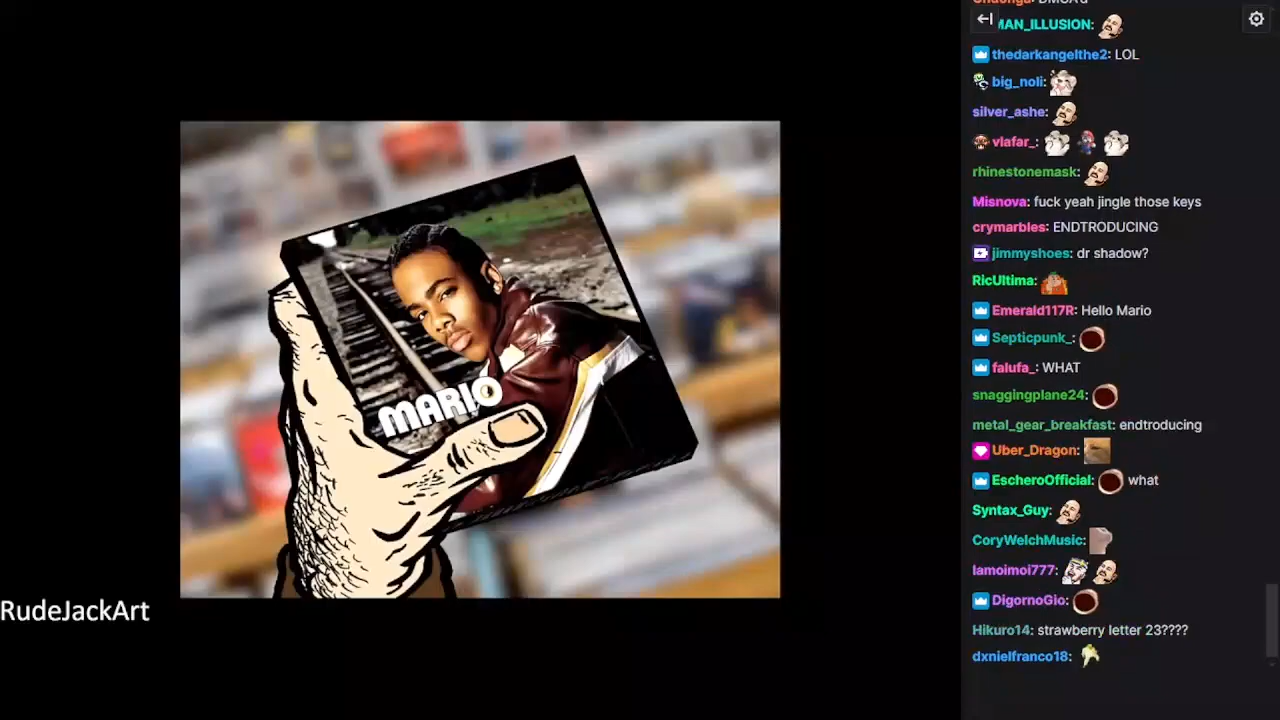 MARIO
RudeJackArt
MAN_ILLUSION:
thedarkangelthe2: LOL
big_noli:
silver_ashe:
vlafar_:
rhinestonemask:
Misnova: fuck yeah jingle those keys
crymarbles: ENDTRODUCING
jimmyshoes: dr shadow?
RicUltima:
Emerald117R: Hello Mario
Septicpunk_:
falufa_: WHAT
snaggingplane24:
metal_gear_breakfast: endtroducing
Uber_Dragon:
EscheroOfficial: what
Syntax_Guy:
CoryWelchMusic:
lamoimoi777:
DigornoGio:
Hikuro14: strawberry letter 23????
dxnielfranco18: